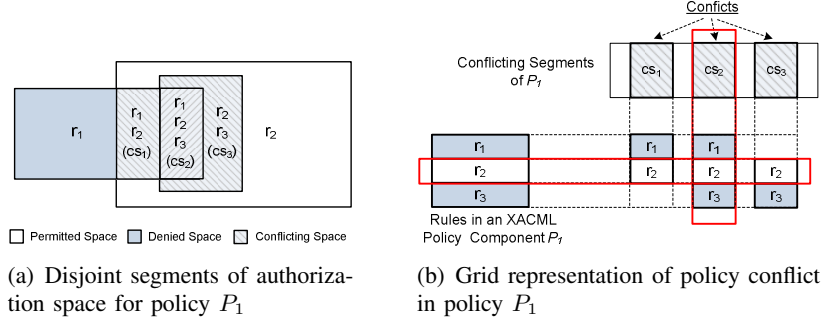 r1
r1
r2
(cs1)
r1
r2
r3
(cs2)
r2
r3
(cs3)
r2
Permitted Space
Denied Space
Conflicting Space
(a) Disjoint segments of authoriza-
tion space for policy P1
Conficts
Conflicting Segments
of P1
cs1 cs2 cs3
r1 r1 r1
r2 r2 r2 r2
r3 r3 r3
Rules in an XACML
Policy Component P1
(b) Grid representation of policy conflict
in policy P1